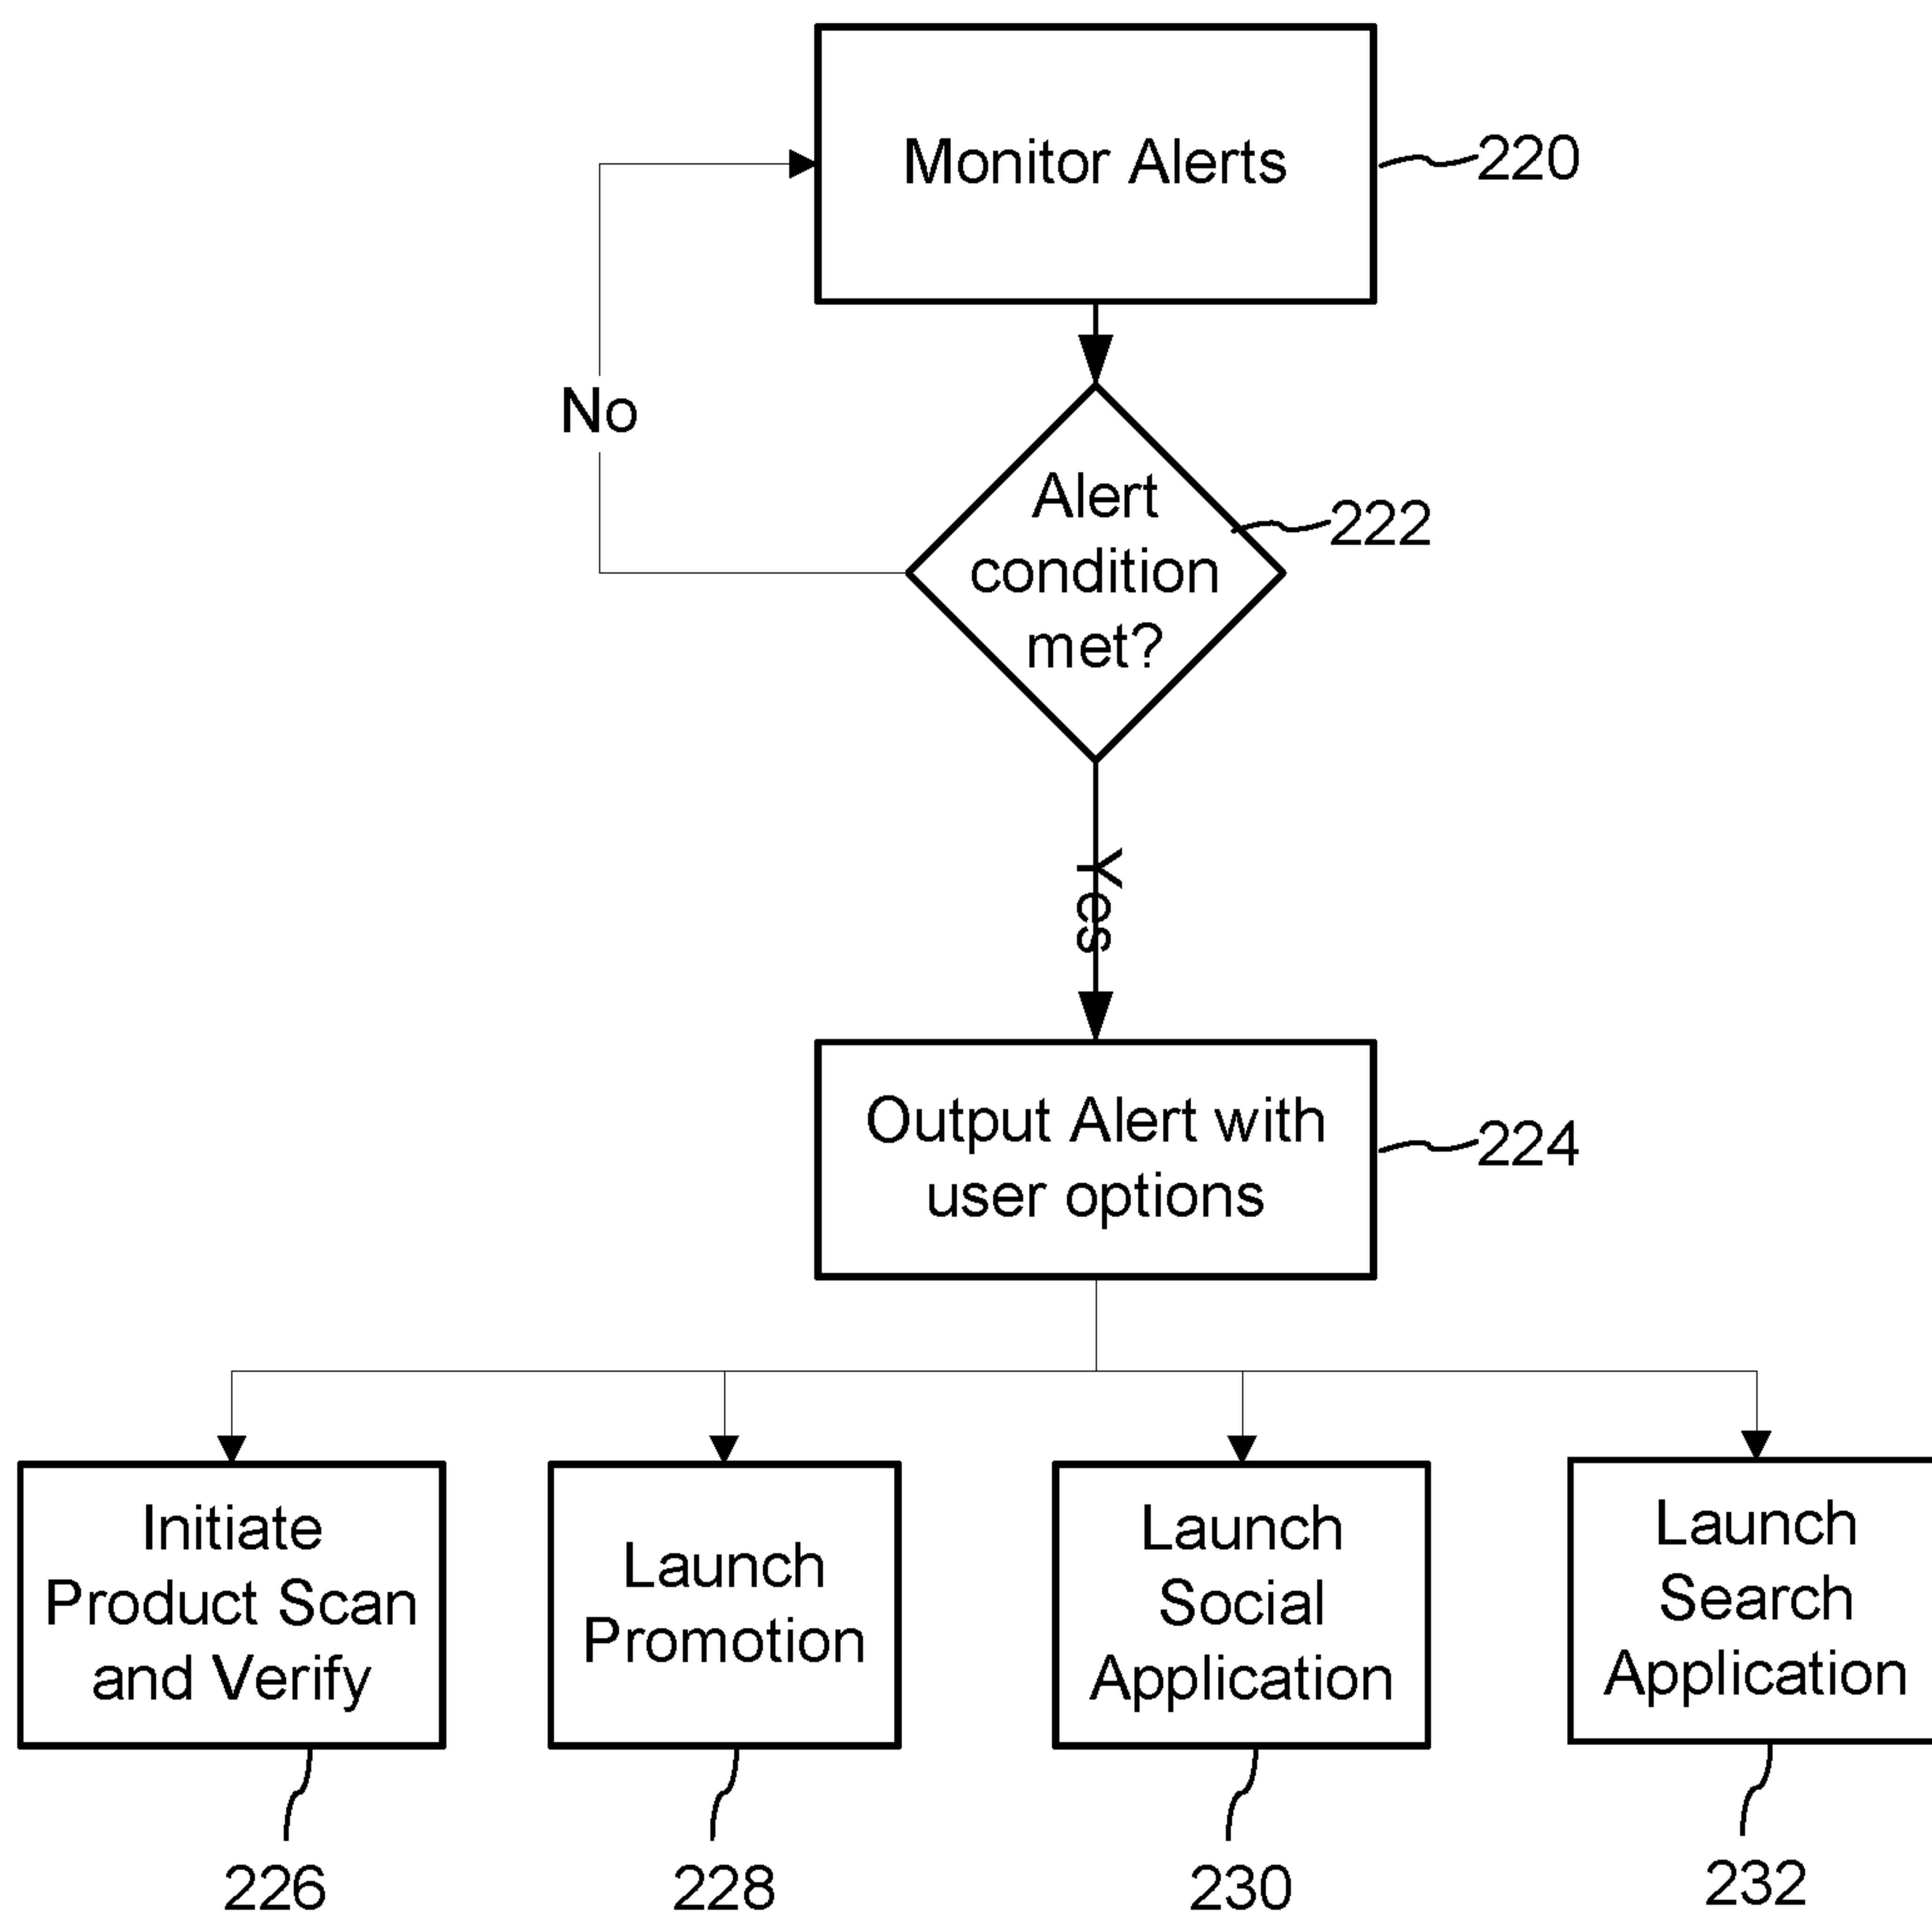 Monitor Alerts
220
No
Alert
condition
met?
222
Yes
Output Alert with
user options
224
Initiate
Product Scan
and Verify
Launch
Promotion
Launch
Social
Application
Launch
Search
Application
226
228
230
232